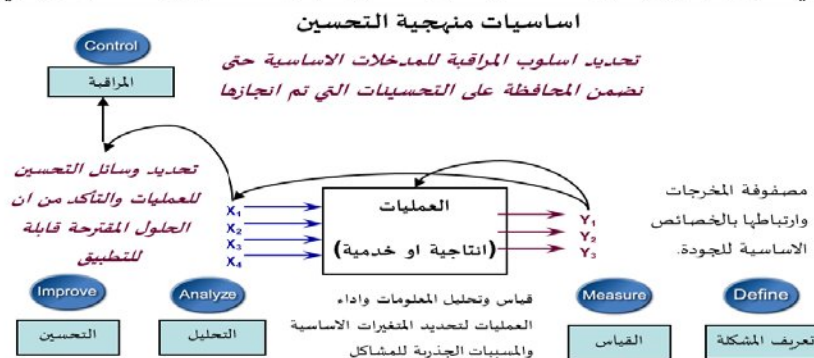 اساسيات منهجية التحسين
Control
المراقبة
تحديد اسلوب المراقبة للمدخلات الاساسية حتى
نضمن المحافظة على التحسينات التي تم انجازها
تحديد وسائل التحسين
للعمليات والتأكد من ان
الحلول المقترحة قابلة
للتطبيق
X1
X2
X3
X4
العمليات
(انتاجية او خدمية)
Y1
Y2
Y3
مصفوفة المخرجات
وارتباطها بالخصائص
الاساسية للجودة.
Improve
التحسين
Analyze
التحليل
قياس وتحليل المعلومات واداء
العمليات لتحديد المتغيرات الاساسية
والمسببات الجذرية للمشاكل
Measure
القياس
Define
تعريف المشكلة